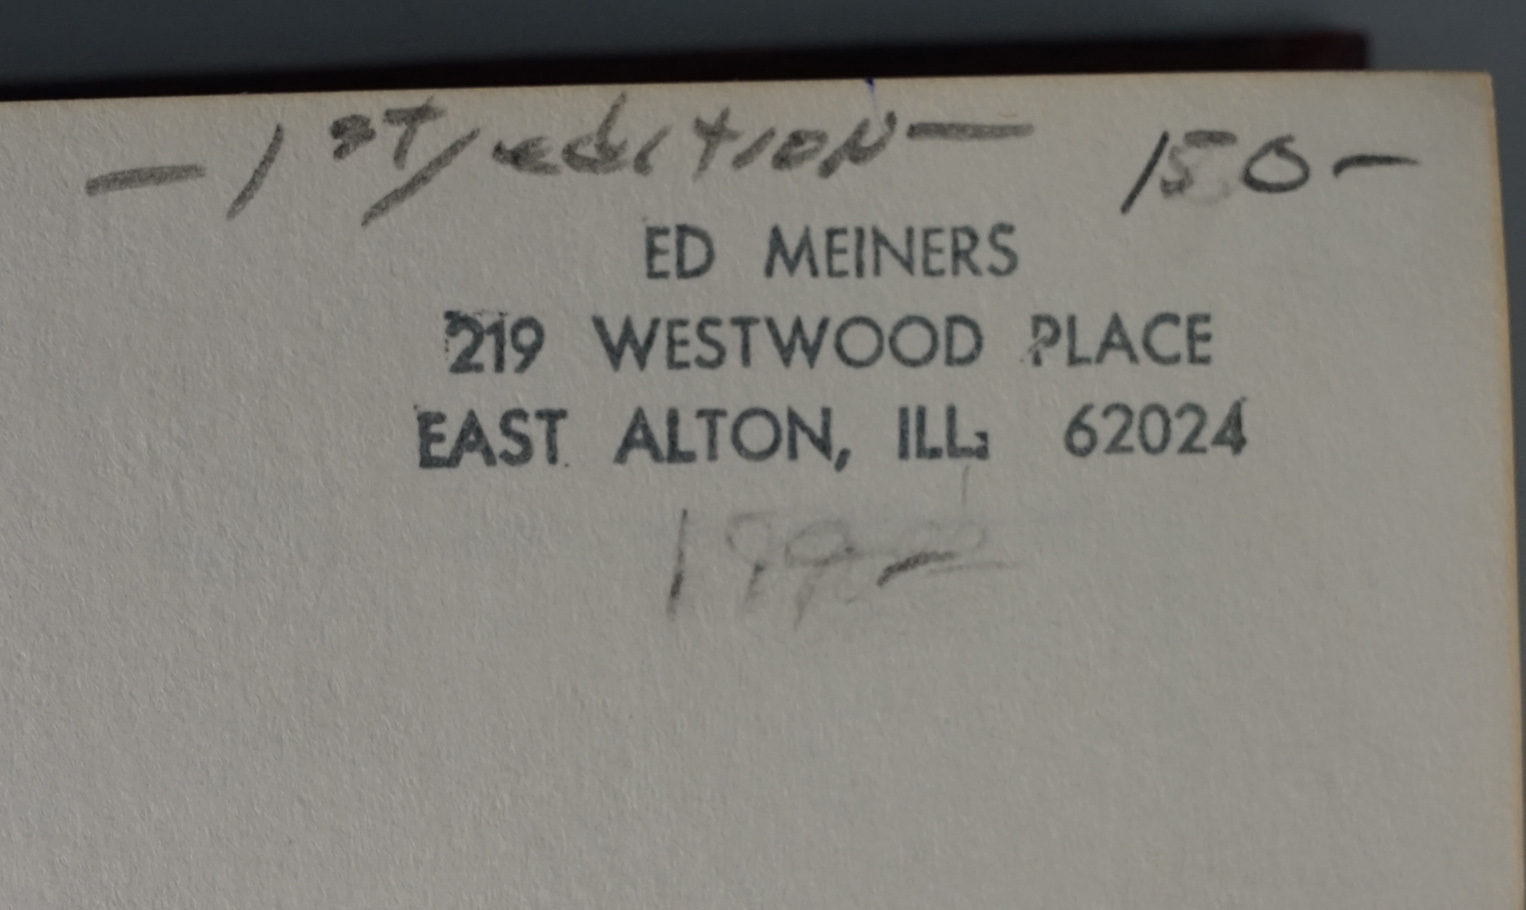 — 1ST/edition — 150-
ED MEINERS
219 WESTWOOD PLACE
EAST ALTON, ILL. 62024